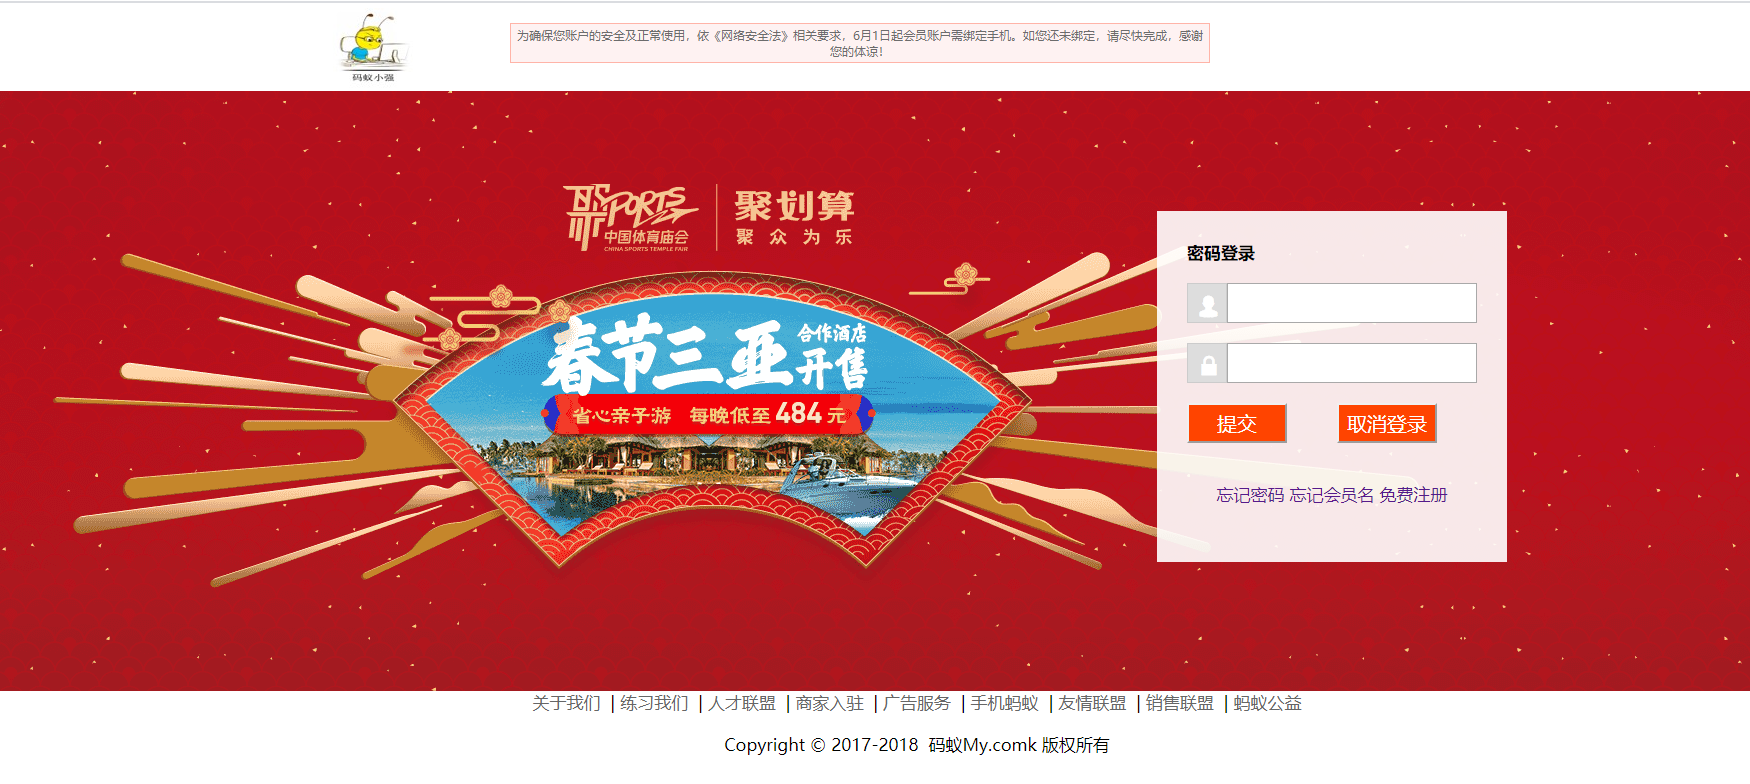 码蚁小强
为确保您账户的安全及正常使用，依《网络安全法》相关要求，6月1日起会员账户需绑定手机。如您还未绑定，请尽快完成，感谢
您的体谅！
SPORTS
中国体育庙会
CHINA SPORTS TEMPLE FAIR
聚划算
聚众为乐
春节三亚
合作酒店
开售
省心亲子游 每晚低至484元
密码登录
提交 取消登录
忘记密码 忘记会员名 免费注册
关于我们 | 练习我们 | 人才联盟 | 商家入驻 | 广告服务 | 手机蚂蚁 | 友情联盟 | 销售联盟 | 蚂蚁公益
Copyright © 2017-2018 码蚁My.comk 版权所有